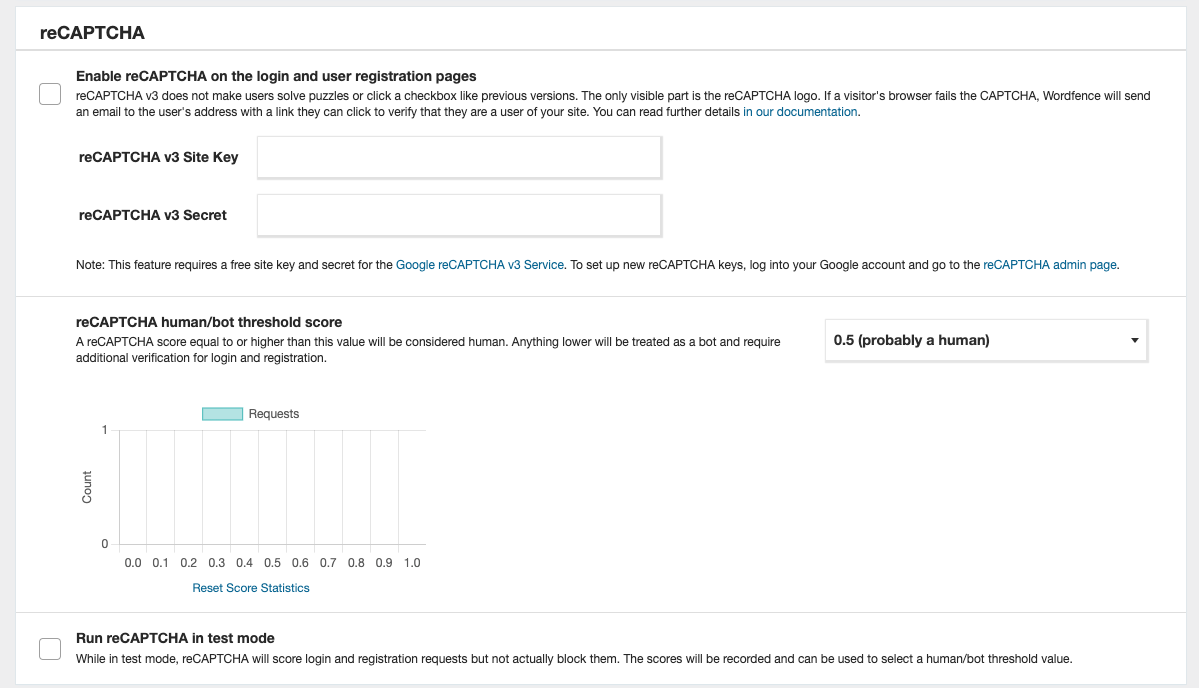 reCAPTCHA
Enable reCAPTCHA on the login and user registration pages
reCAPTCHA v3 does not make users solve puzzles or click a checkbox like previous versions. The only visible part is the reCAPTCHA logo. If a visitor's browser fails the CAPTCHA, Wordfence will send
an email to the user's address with a link they can click to verify that they are a user of your site. You can read further details in our documentation.
reCAPTCHA v3 Site Key
reCAPTCHA v3 Secret
Note: This feature requires a free site key and secret for the Google reCAPTCHA v3 Service. To set up new reCAPTCHA keys, log into your Google account and go to the reCAPTCHA admin page.
reCAPTCHA human/bot threshold score
A reCAPTCHA score equal to or higher than this value will be considered human. Anything lower will be treated as a bot and require
additional verification for login and registration.
0.5 (probably a human)
Requests
1
Count
0
0.0 0.1 0.2 0.3 0.4 0.5 0.6 0.7 0.8 0.9 1.0
Reset Score Statistics
Run reCAPTCHA in test mode
While in test mode, reCAPTCHA will score login and registration requests but not actually block them. The scores will be recorded and can be used to select a human/bot threshold value.